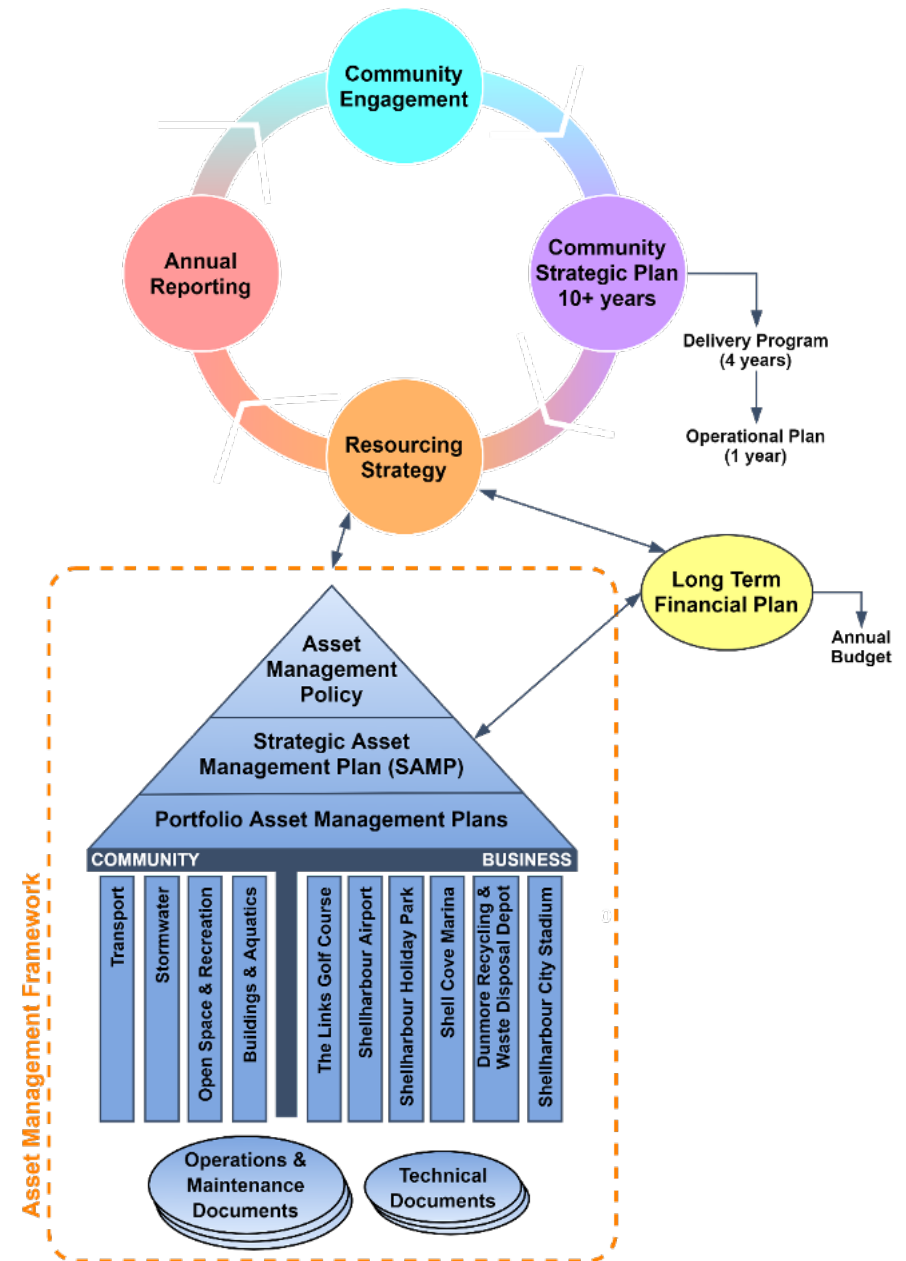 Community
Engagement
Annual
Reporting
Community
Strategic Plan
10+ years
Delivery Program
(4 years)
Operational Plan
(1 year)
Resourcing
Strategy
Long Term
Financial Plan
Annual
Budget
Asset
Management
Policy
Strategic Asset
Management Plan (SAMP)
Portfolio Asset Management Plans
COMMUNITY
BUSINESS
Transport
Stormwater
Open Space & Recreation
Buildings & Aquatics
The Links Golf Course
Shellharbour Airport
Shellharbour Holiday Park
Shell Cove Marina
Dunmore Recycling &
Waste Disposal Depot
Shellharbour City Stadium
Asset Management Framework
Operations &
Maintenance
Documents
Technical
Documents